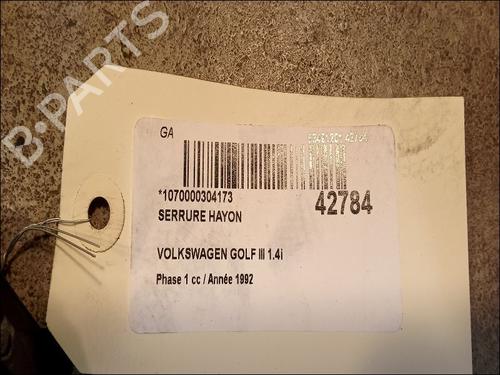 B-PARTS
GA
*1070000304173
42784
SERRURE HAYON
VOLKSWAGEN GOLF III 1.4i
Phase 1 cc / Année 1992